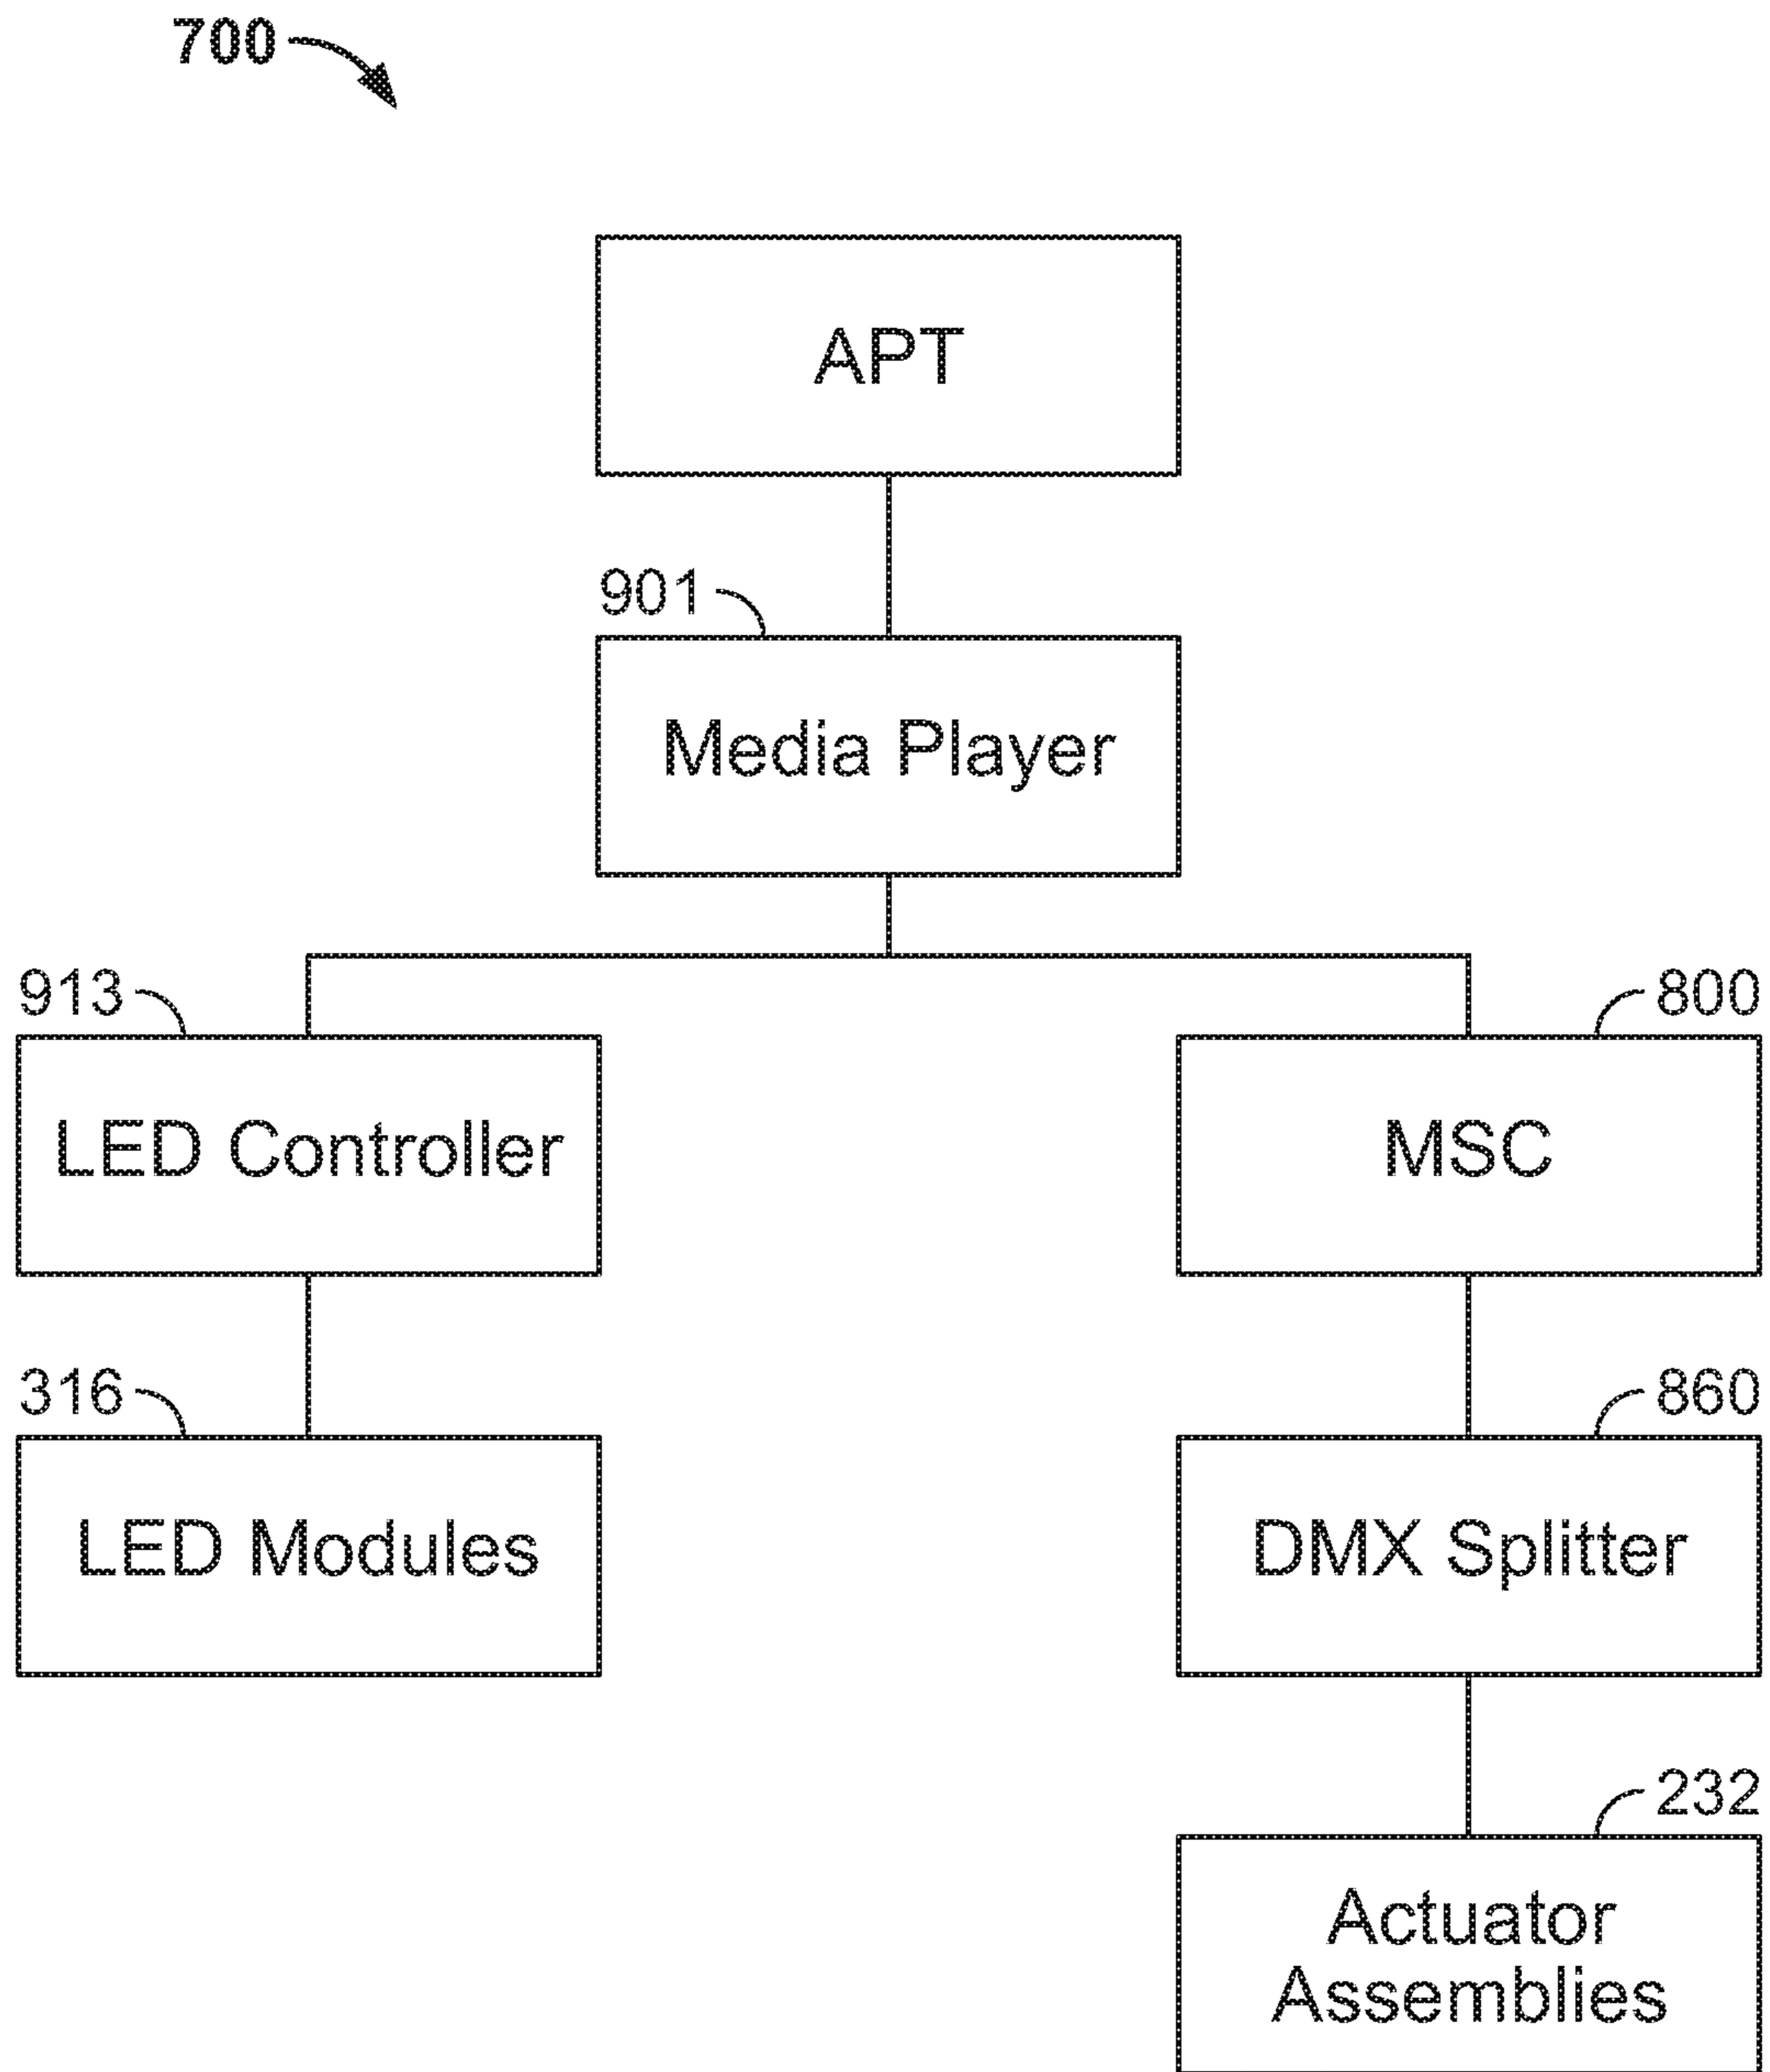 700
APT
901
Media Player
913
800
LED Controller
MSC
316
860
LED Modules
DMX Splitter
232
Actuator
Assemblies